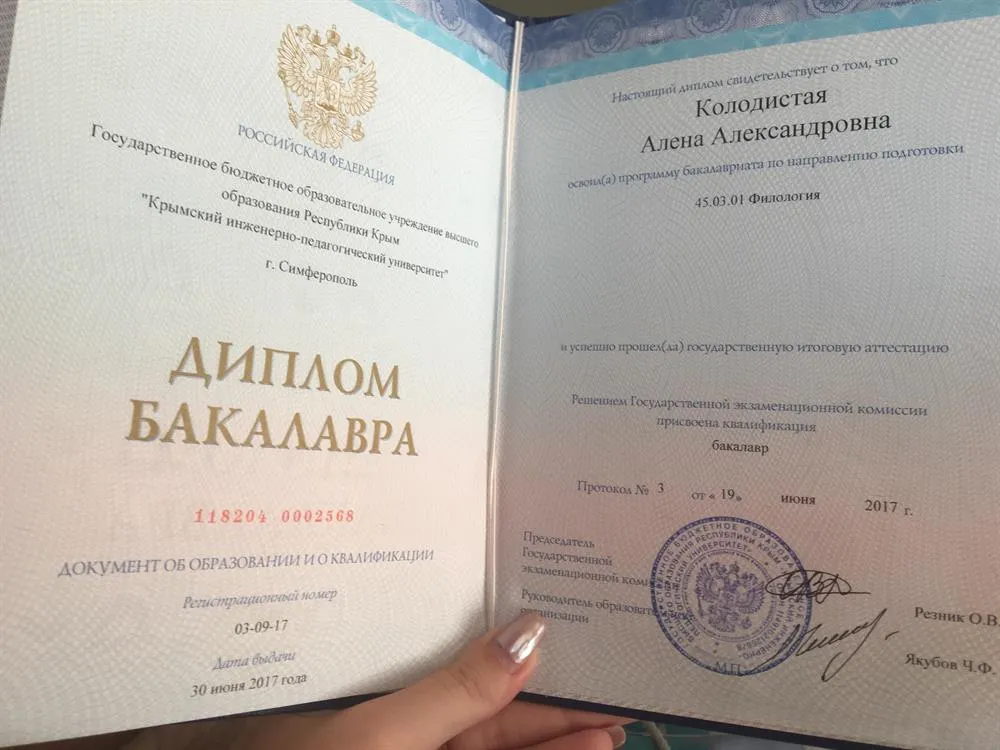 РОССИЙСКАЯ ФЕДЕРАЦИЯ
Государственное бюджетное образовательное учреждение высшего
образования Республики Крым
"Крымский инженерно-педагогический университет"
г. Симферополь
ДИПЛОМ
БАКАЛАВРА
118204 0002568
ДОКУМЕНТ ОБ ОБРАЗОВАНИИ И О КВАЛИФИКАЦИИ
Регистрационный номер
03-09-17
Дата выдачи
30 июня 2017 года
Настоящий диплом свидетельствует о том, что
Колодистая
Алена Александровна
освоил(а) программу бакалавриата по направлению подготовки
45.03.01 Филология
и успешно прошел(ла) государственную итоговую аттестацию
Решением Государственной экзаменационной комиссии
присвоена квалификация
бакалавр
Протокол № 3 от « 19» июня 2017 г.
Председатель
Государственной
экзаменационной
Резник О.В.
Руководитель
организации
Якубов Ч.Ф.
М.П.